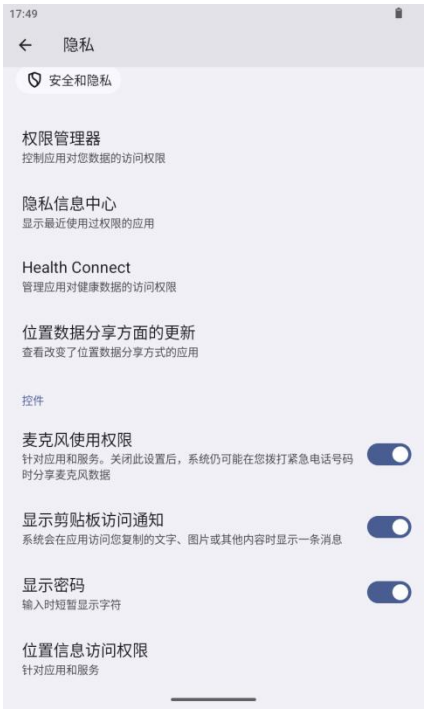 17:49
隐私
安全和隐私
权限管理器
控制应用对您数据的访问权限
隐私信息中心
显示最近使用过权限的应用
Health Connect
管理应用对健康数据的访问权限
位置数据分享方面的更新
查看改变了位置数据分享方式的应用
控件
麦克风使用权限
针对应用和服务。关闭此设置后，系统仍可能在您拨打紧急电话号码
时分享麦克风数据
显示剪贴板访问通知
系统会在应用访问您复制的文字、图片或其他内容时显示一条消息
显示密码
输入时短暂显示字符
位置信息访问权限
针对应用和服务